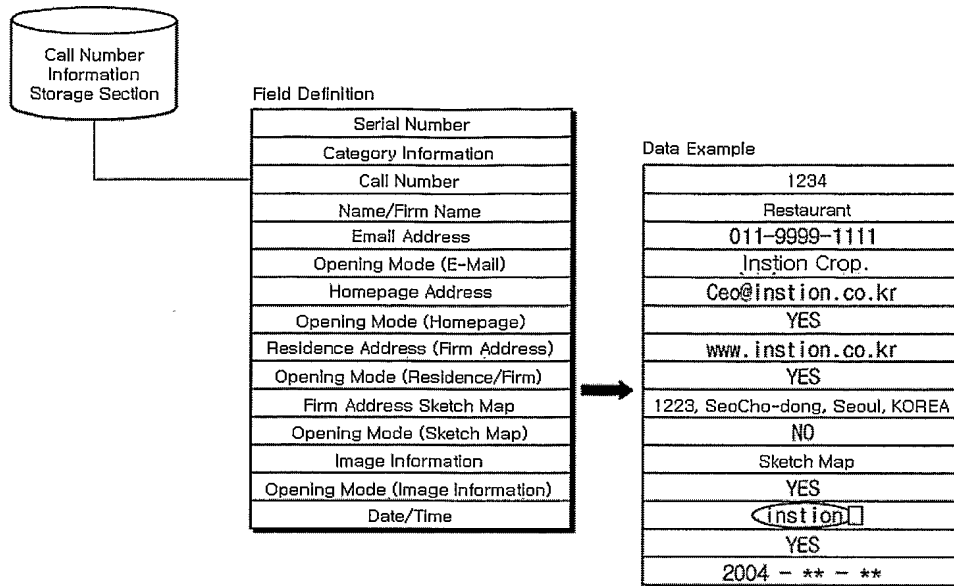 Call Number
Information
Storage Section
Field Definition
Serial Number
Category Information
Call Number
Name/Firm Name
Email Address
Opening Mode (E-Mail)
Homepage Address
Opening Mode (Homepage)
Residence Address (Firm Address)
Opening Mode (Residence/Firm)
Firm Address Sketch Map
Opening Mode (Sketch Map)
Image Information
Opening Mode (Image Information)
Date/Time
Data Example
1234
Restaurant
011-9999-1111
Instion Crop.
Ceo@instion.co.kr
YES
www.instion.co.kr
YES
1223, SeoCho-dong, Seoul, KOREA
NO
Sketch Map
YES
instion
YES
2004 - ** - **